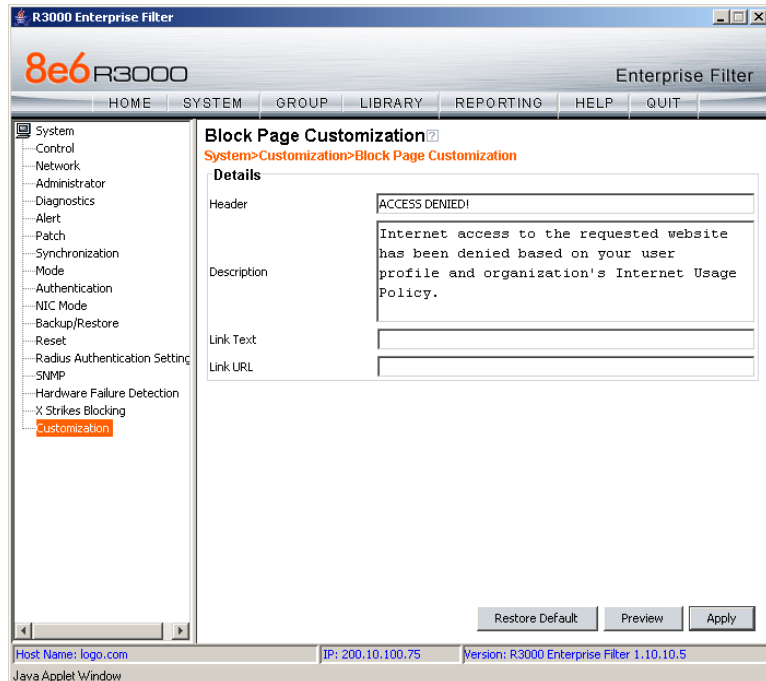 R3000 Enterprise Filter
8e6 R3000
Enterprise Filter
HOME SYSTEM GROUP LIBRARY REPORTING HELP QUIT
System
Control
Network
Administrator
Diagnostics
Alert
Patch
Synchronization
Mode
Authentication
NIC Mode
Backup/Restore
Reset
Radius Authentication Setting
SNMP
Hardware Failure Detection
X Strikes Blocking
Customization
Block Page Customization ?
System>Customization>Block Page Customization
Details
Header
ACCESS DENIED!
Description
Internet access to the requested website
has been denied based on your user
profile and organization's Internet Usage
Policy.
Link Text
Link URL
Restore Default Preview Apply
Host Name: logo.com IP: 200.10.100.75 Version: R3000 Enterprise Filter 1.10.10.5
Java Applet Window